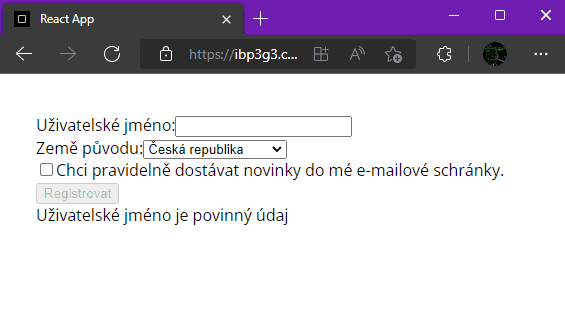 React App
https://ibp3g3.c...
Uživatelské jméno:
Země původu: Česká republika
Chci pravidelně dostávat novinky do mé e-mailové schránky.
Registrovat
Uživatelské jméno je povinný údaj